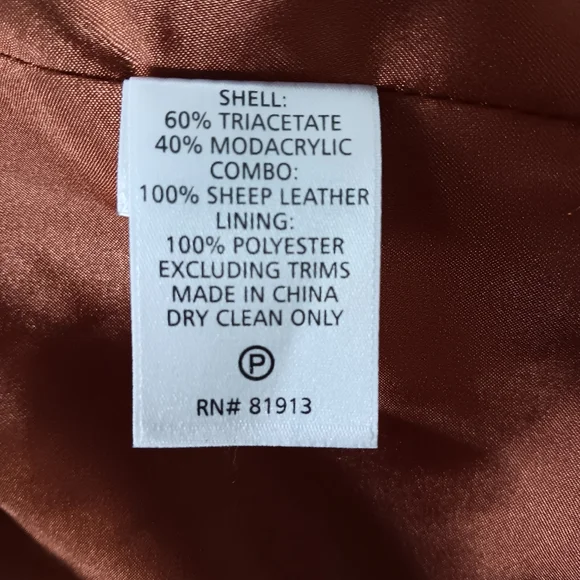 SHELL:
60% TRIACETATE
40% MODACRYLIC
COMBO:
100% SHEEP LEATHER
LINING:
100% POLYESTER
EXCLUDING TRIMS
MADE IN CHINA
DRY CLEAN ONLY
P
RN# 81913